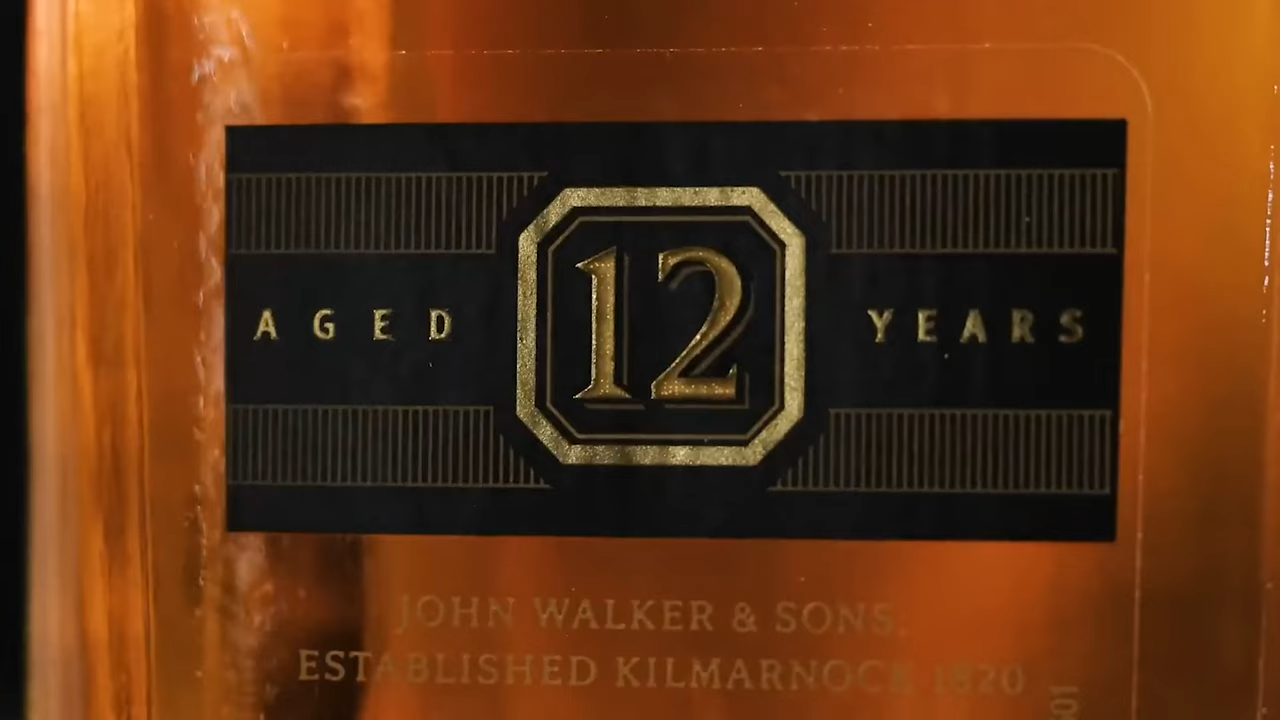 AGED 12 YEARS
JOHN WALKER & SONS.
ESTABLISHED KILMARNOCK 1820